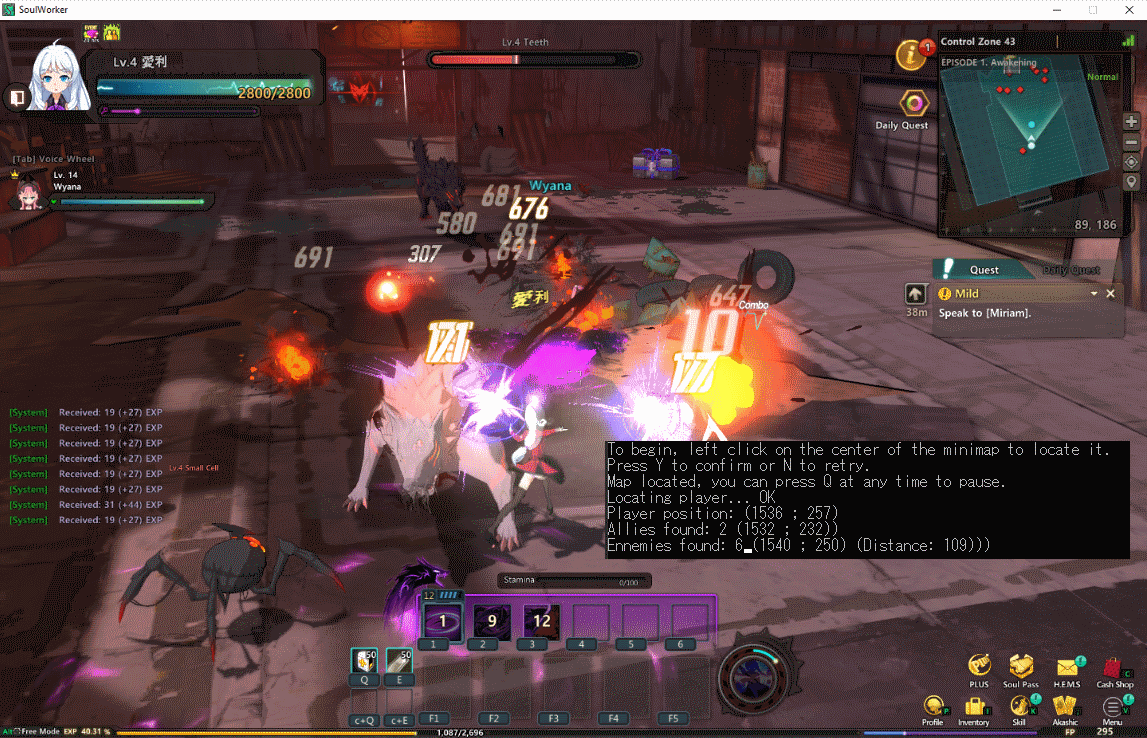 SoulWorker
EVENT
Lv.4 愛利
2800/2800
[Tab] Voice Wheel
Lv. 14
Wyana
Lv.4 Teeth
1
Control Zone 43
EPISODE 1. Awakening
Normal
Daily Quest
89, 186
Quest
Daily Quest
Mild
38m
Speak to [Miriam].
Wyana
681
676
580
691
691
691
307
愛利
647
Combo
10
171
177
[System] Received: 19 (+27) EXP
[System] Received: 19 (+27) EXP
[System] Received: 19 (+27) EXP
[System] Received: 19 (+27) EXP
[System] Received: 19 (+27) EXP
[System] Received: 19 (+27) EXP
[System] Received: 31 (+44) EXP
[System] Received: 19 (+27) EXP
Lv.4 Small Cell
To begin, left click on the center of the minimap to locate it.
Press Y to confirm or N to retry.
Map located, you can press Q at any time to pause.
Locating player... OK
Player position: (1536 ; 257)
Allies found: 2 (1532 ; 232))
Ennemies found: 6 (1540 ; 250) (Distance: 109)))
Stamina 0/100
12
1 9 12
1 2 3 4 5 6
50 50
Q E
c+Q c+E F1 F2 F3 F4 F5
PLUS Soul Pass H.E.M.S Cash Shop
Profile Inventory Skill Akashic Menu
Alt Free Mode EXP 40.31 % 1,087/2,696 FP 295